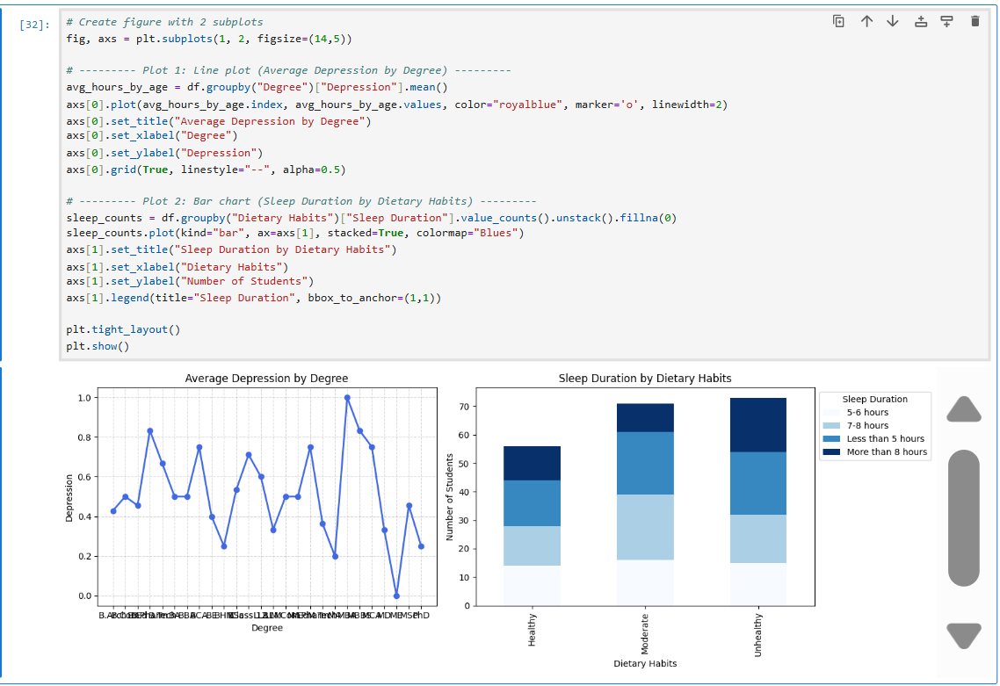 [32]:
# Create figure with 2 subplots
fig, axs = plt.subplots(1, 2, figsize=(14,5))
# --------- Plot 1: Line plot (Average Depression by Degree) ---------
avg_hours_by_age = df.groupby("Degree")["Depression"].mean()
axs[0].plot(avg_hours_by_age.index, avg_hours_by_age.values, color="royalblue", marker='o', linewidth=2)
axs[0].set_title("Average Depression by Degree")
axs[0].set_xlabel("Degree")
axs[0].set_ylabel("Depression")
axs[0].grid(True, linestyle="--", alpha=0.5)
# --------- Plot 2: Bar chart (Sleep Duration by Dietary Habits) ---------
sleep_counts = df.groupby("Dietary Habits")["Sleep Duration"].value_counts().unstack().fillna(0)
sleep_counts.plot(kind="bar", ax=axs[1], stacked=True, colormap="Blues")
axs[1].set_title("Sleep Duration by Dietary Habits")
axs[1].set_xlabel("Dietary Habits")
axs[1].set_ylabel("Number of Students")
axs[1].legend(title="Sleep Duration", bbox_to_anchor=(1,1))
plt.tight_layout()
plt.show()
Average Depression by Degree
Depression
1.0
0.8
0.6
0.4
0.2
0.0
PhD
Degree
Sleep Duration by Dietary Habits
Number of Students
70
60
50
40
30
20
10
0
Healthy
Moderate
Unhealthy
Dietary Habits
Sleep Duration
5-6 hours
7-8 hours
Less than 5 hours
More than 8 hours